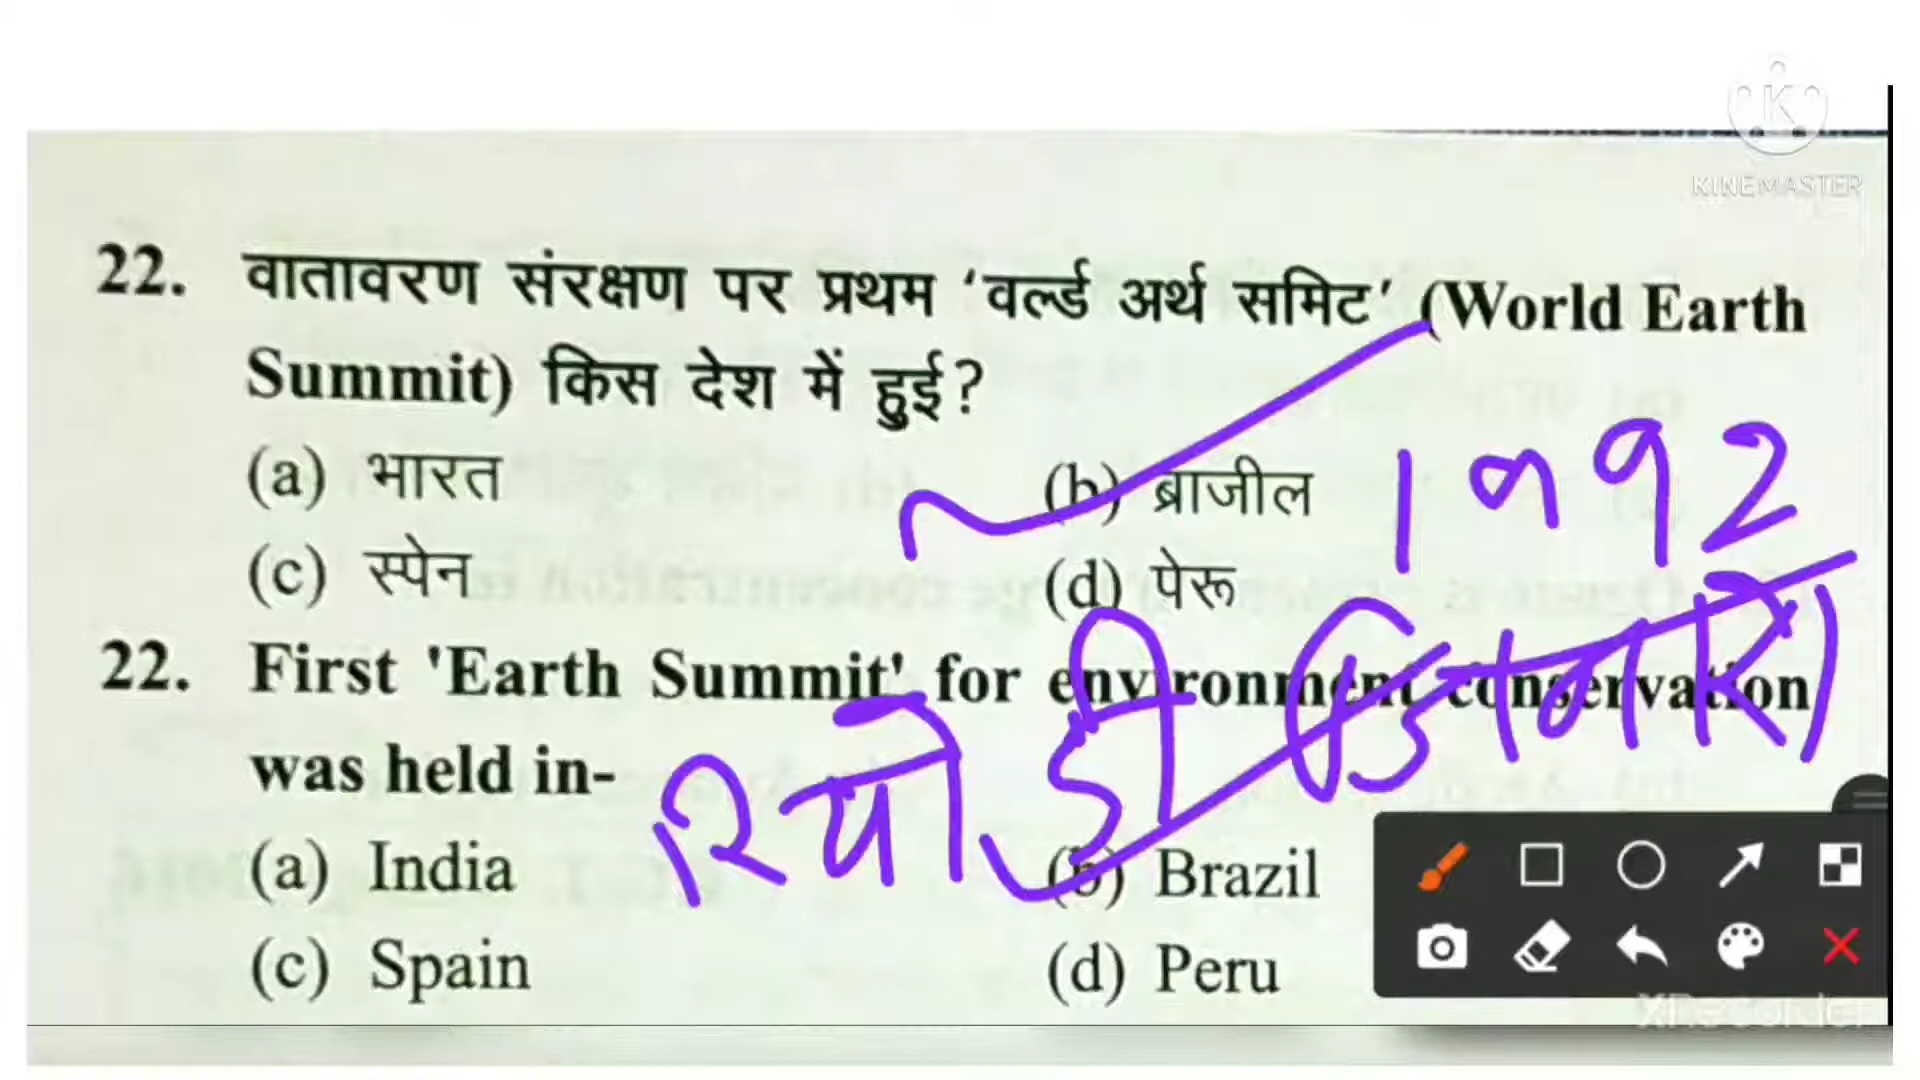 KINEMASTER
22. वातावरण संरक्षण पर प्रथम 'वर्ल्ड अर्थ समिट' (World Earth
Summit) किस देश में हुई?
(a) भारत (b) ब्राजील 1992
(c) स्पेन (d) पेरू
22. First 'Earth Summit' for environment conservation
was held in-
रियो डी जिनारो
(a) India (b) Brazil
(c) Spain (d) Peru
XRecorder